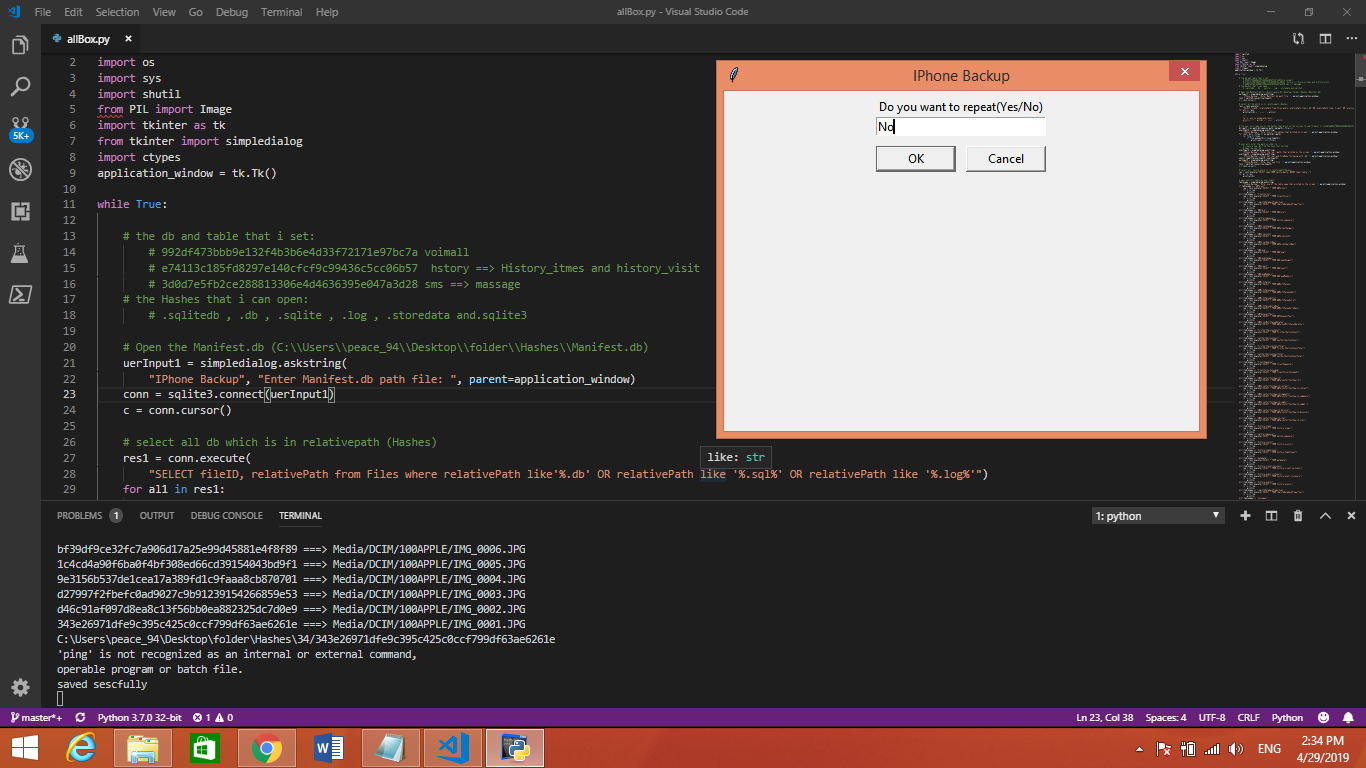 File Edit Selection View Go Debug Terminal Help
allBox.py - Visual Studio Code
allBox.py
2 import os
3 import sys
4 import shutil
5 from PIL import Image
6 import tkinter as tk
7 from tkinter import simpledialog
8 import ctypes
9 application_window = tk.Tk()
10
11 while True:
12
13 # the db and table that i set:
14 # 992df473bbb9e132f4b3b6e4d33f72171e97bc7a voimall
15 # e74113c185fd8297e140cfcf9c99436c5cc06b57 hstory ==> History_itmes and history_visit
16 # 3d0d7e5fb2ce288813306e4d4636395e047a3d28 sms ==> massage
17 # the Hashes that i can open:
18 # .sqlitedb , .db , .sqlite , .log , .storedata and.sqlite3
19
20 # Open the Manifest.db (C:\\Users\\peace_94\\Desktop\\folder\\Hashes\\Manifest.db)
21 uerInput1 = simpledialog.askstring(
22 "IPhone Backup", "Enter Manifest.db path file: ", parent=application_window)
23 conn = sqlite3.connect(uerInput1)
24 c = conn.cursor()
25
26 # select all db which is in relativepath (Hashes)
27 res1 = conn.execute(
28 "SELECT fileID, relativePath from Files where relativePath like'%.db' OR relativePath like '%.sql%' OR relativePath like '%.log%'")
29 for all1 in res1:
like: str
IPhone Backup
Do you want to repeat(Yes/No)
No
OK Cancel
5K+
PROBLEMS 1 OUTPUT DEBUG CONSOLE TERMINAL
1: python
bf39df9ce32fc7a906d17a25e99d45881e4f8f89 ===> Media/DCIM/100APPLE/IMG_0006.JPG
1c4cd4a90f6ba0f4bf308ed66cd39154043bd9f1 ===> Media/DCIM/100APPLE/IMG_0005.JPG
9e3156b537de1cea17a389fd1c9faaa8cb870701 ===> Media/DCIM/100APPLE/IMG_0004.JPG
d27997f2fbefc0ad9027c9b91239154266859e53 ===> Media/DCIM/100APPLE/IMG_0003.JPG
d46c91af097d8ea8c13f56bb0ea882325dc7d0e9 ===> Media/DCIM/100APPLE/IMG_0002.JPG
343e26971dfe9c395c425c0ccf799df63ae6261e ===> Media/DCIM/100APPLE/IMG_0001.JPG
C:\Users\peace_94\Desktop\folder\Hashes\34/343e26971dfe9c395c425c0ccf799df63ae6261e
'ping' is not recognized as an internal or external command,
operable program or batch file.
saved sescfully
master*+ Python 3.7.0 32-bit 1 0
Ln 23, Col 38 Spaces: 4 UTF-8 CRLF Python
ENG
2:34 PM
4/29/2019